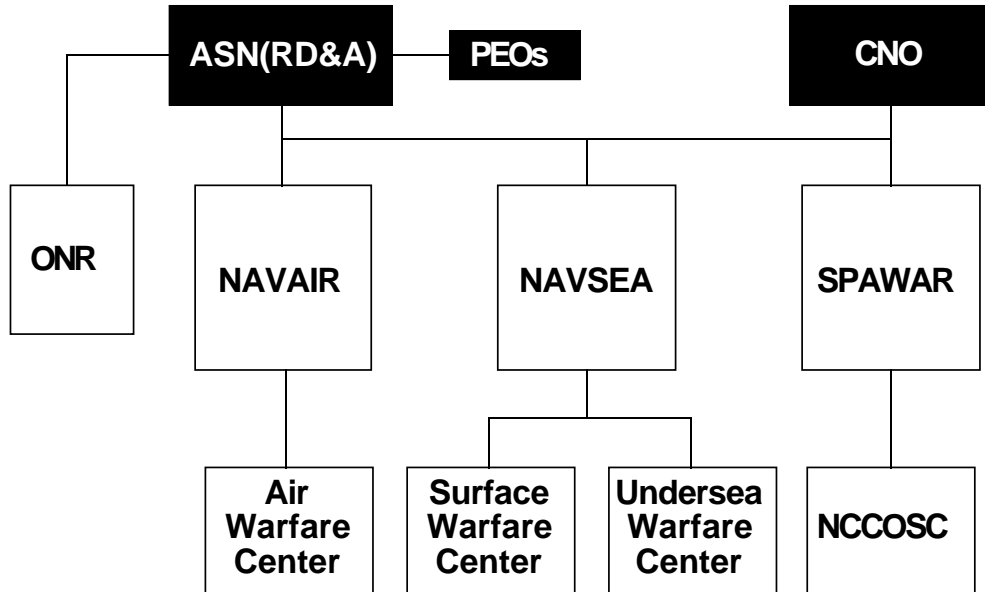 ASN(RD&A)
PEOs
CNO
ONR
NAVAIR
NAVSEA
SPAWAR
Air
Warfare
Center
Surface
Warfare
Center
Undersea
Warfare
Center
NCCOSC